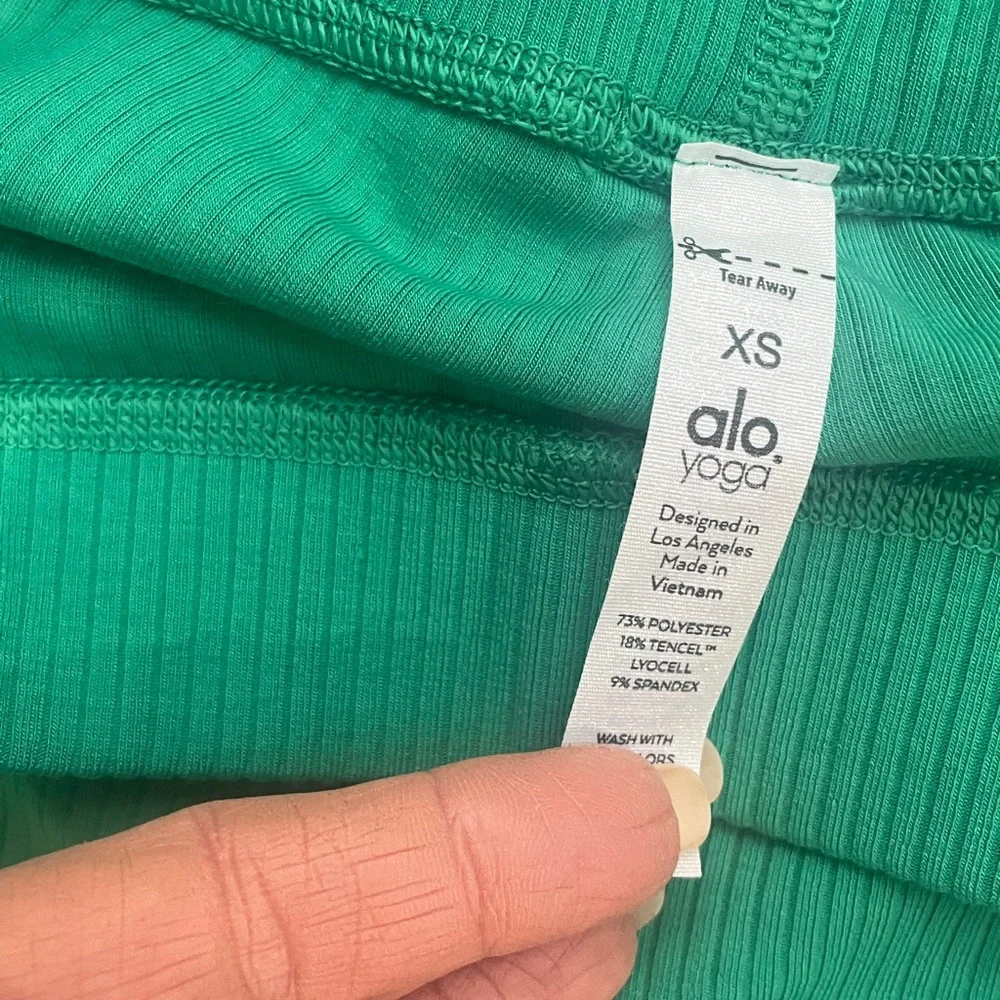 Tear Away
XS
alo
yoga
Designed in
Los Angeles
Made in
Vietnam
73% POLYESTER
18% TENCEL™
LYOCELL
9% SPANDEX
WASH WITH